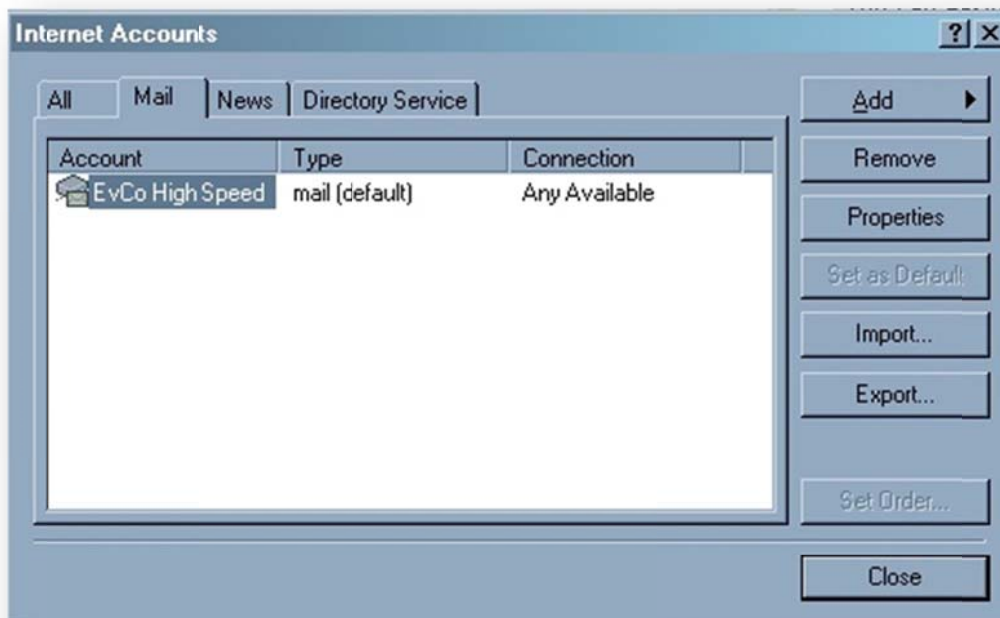 Internet Accounts
All Mail News Directory Service
Account Type Connection
EvCo High Speed mail (default) Any Available
Add
Remove
Properties
Set as Default
Import...
Export...
Set Order...
Close